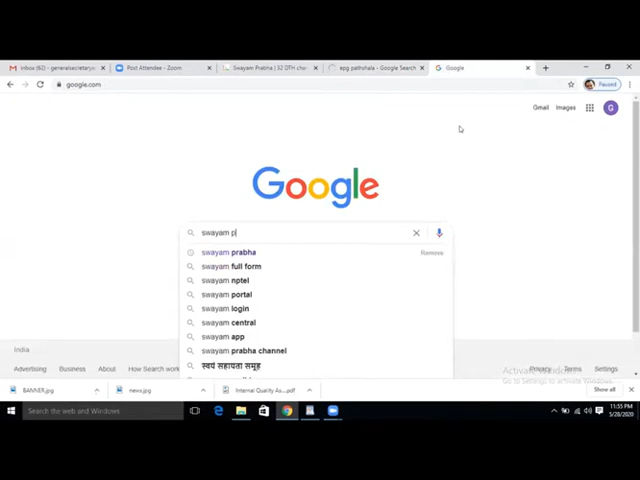 Inbox (62) - generalsecretaryw
Post Attendee - Zoom
Swayam Prabha | 32 DTH chan
epg pathshala - Google Search
Google
google.com
Paused
Gmail Images G
Google
swayam p
swayam prabha Remove
swayam full form
swayam nptel
swayam portal
swayam login
swayam central
swayam app
swayam prabha channel
स्वयं सहायता समूह
India
Advertising Business About How Search work
Privacy Terms Settings
Activate Windows
Go to Settings to activate Windows.
BANNER.jpg
news.jpg
Internal Quality As....pdf
Show all
Search the web and Windows
11:55 PM
5/28/2020